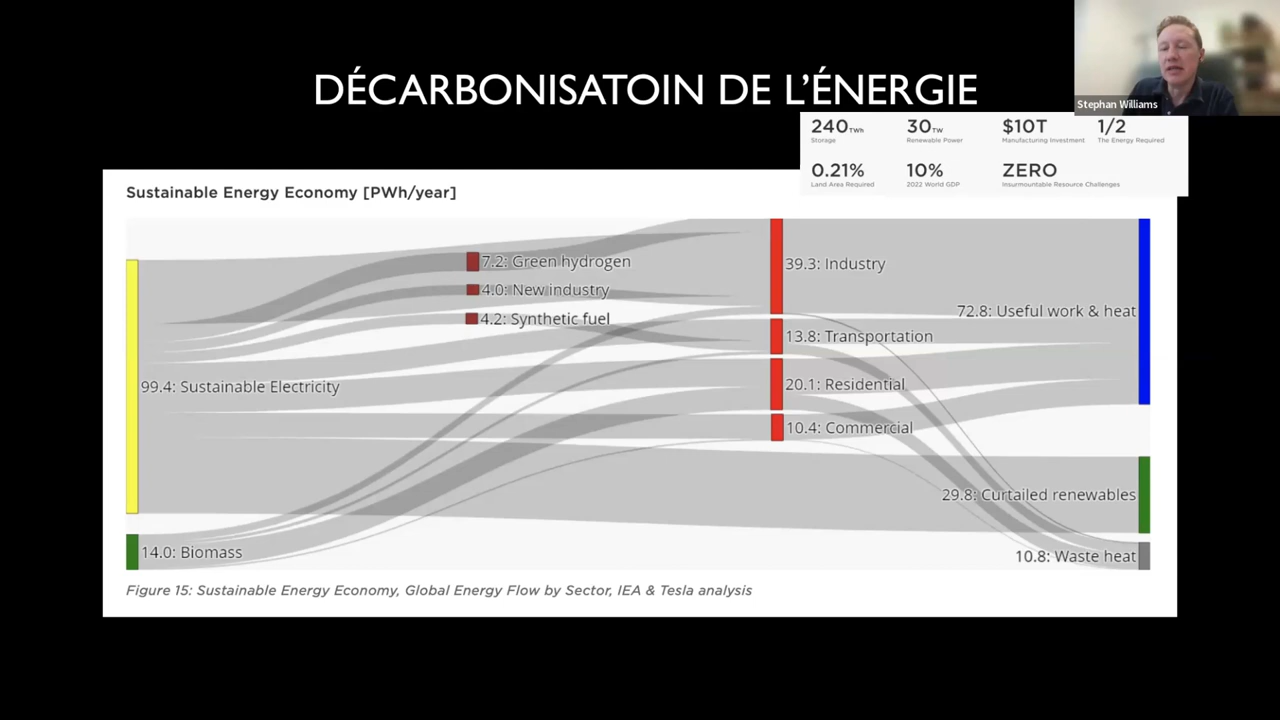 DÉCARBONISATOIN DE L'ÉNERGIE
Stephan Williams
240 TWh
Storage
30 TW
Renewable Power
$10T
Manufacturing Investment
1/2
The Energy Required
0.21%
Land Area Required
10%
2022 World GDP
ZERO
Insurmountable Resource Challenges
Sustainable Energy Economy [PWh/year]
7.2: Green hydrogen
4.0: New industry
4.2: Synthetic fuel
99.4: Sustainable Electricity
14.0: Biomass
39.3: Industry
13.8: Transportation
20.1: Residential
10.4: Commercial
72.8: Useful work & heat
29.8: Curtailed renewables
10.8: Waste heat
Figure 15: Sustainable Energy Economy, Global Energy Flow by Sector, IEA & Tesla analysis